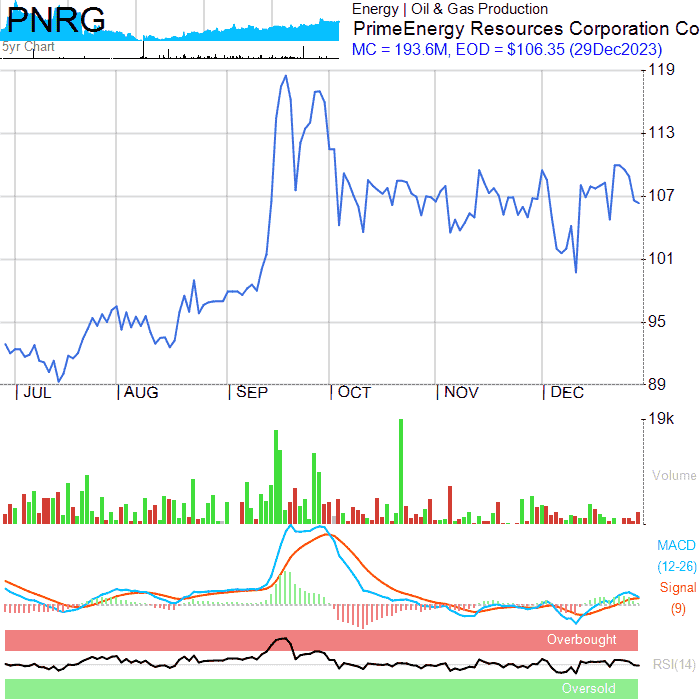 PNRG
5yr Chart
Energy | Oil & Gas Production
PrimeEnergy Resources Corporation Co
MC = 193.6M, EOD = $106.35 (29Dec2023)
119
113
107
101
95
89
JUL
AUG
SEP
OCT
NOV
DEC
19k
Volume
MACD
(12-26)
Signal
(9)
Overbought
RSI(14)
Oversold